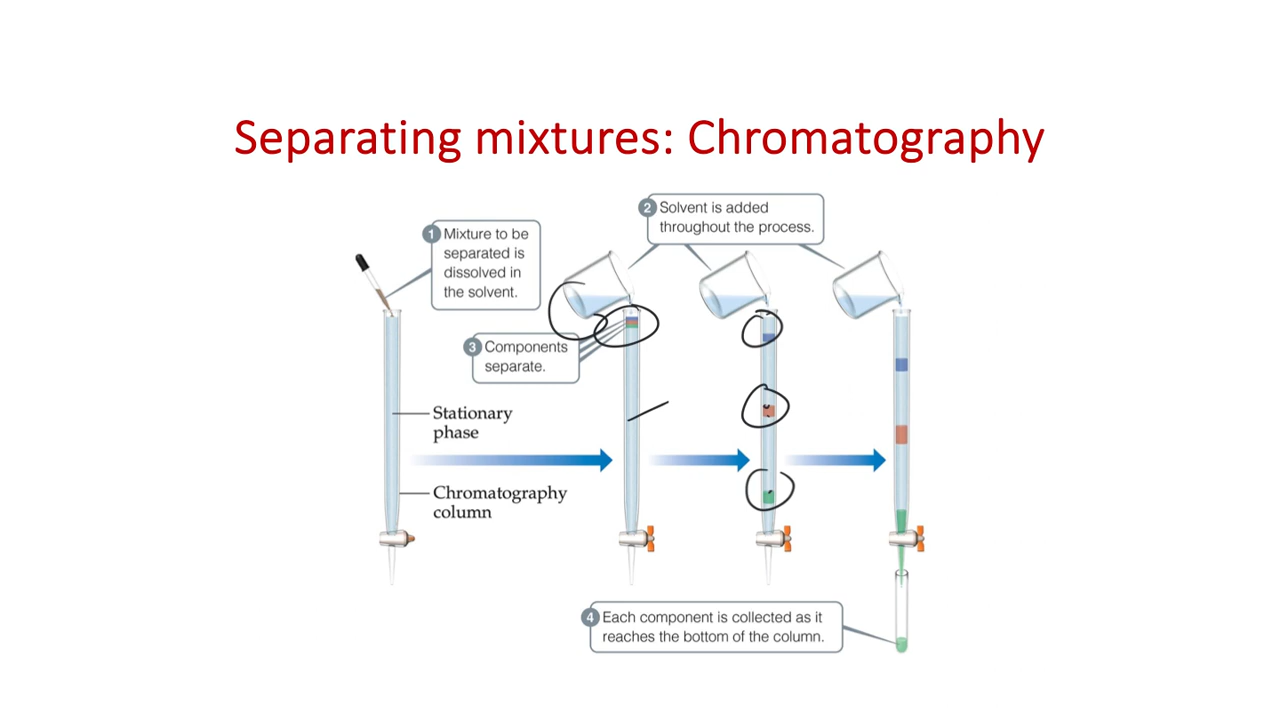 Separating mixtures: Chromatography
1 Mixture to be
separated is
dissolved in
the solvent.
2 Solvent is added
throughout the process.
3 Components
separate.
Stationary
phase
Chromatography
column
4 Each component is collected as it
reaches the bottom of the column.